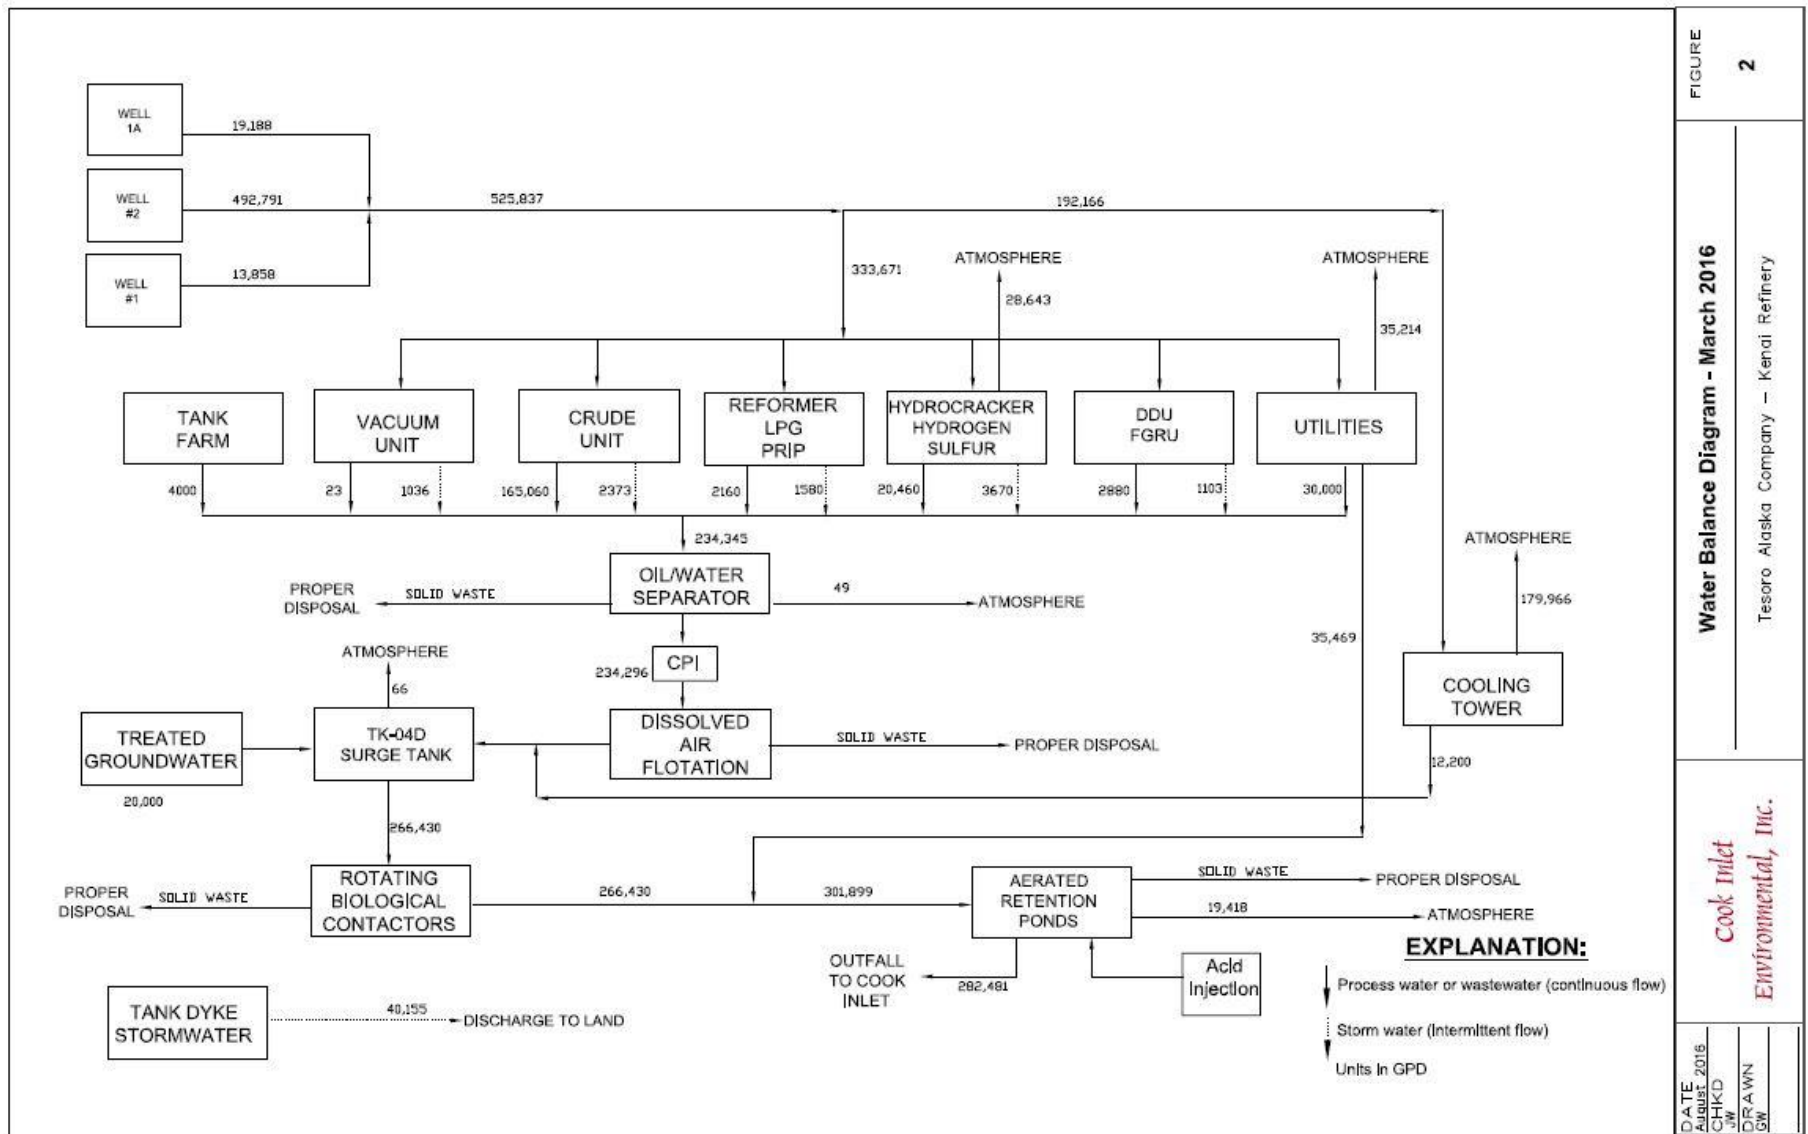 WELL
1A
19,188
WELL
#2
492,791
525,837
192,166
WELL
#1
13,858
333,671
ATMOSPHERE
28,643
ATMOSPHERE
35,214
TANK
FARM
VACUUM
UNIT
CRUDE
UNIT
REFORMER
LPG
PRIP
HYDROCRACKER
HYDROGEN
SULFUR
DDU
FGRU
UTILITIES
4000
23
1036
165,060
2373
2160
1580
20,460
3670
2880
1103
30,000
234,345
OIL/WATER
SEPARATOR
PROPER
DISPOSAL
SOLID WASTE
49
ATMOSPHERE
35,469
ATMOSPHERE
179,966
COOLING
TOWER
12,200
CPI
234,296
ATMOSPHERE
66
TREATED
GROUNDWATER
20,000
TK-04D
SURGE TANK
DISSOLVED
AIR
FLOTATION
SOLID WASTE
PROPER DISPOSAL
266,430
PROPER
DISPOSAL
SOLID WASTE
ROTATING
BIOLOGICAL
CONTACTORS
266,430
301,899
AERATED
RETENTION
PONDS
SOLID WASTE
PROPER DISPOSAL
19,418
ATMOSPHERE
OUTFALL
TO COOK
INLET
282,481
Acid
Injection
TANK DYKE
STORMWATER
40,155
DISCHARGE TO LAND
EXPLANATION:
Process water or wastewater (continuous flow)
Storm water (intermittent flow)
Units in GPD
FIGURE
2
Water Balance Diagram - March 2016
Tesoro Alaska Company – Kenai Refinery
Cook Inlet
Environmental, Inc.
DATE
August 2016
CHKD
JW
DRAWN
GW